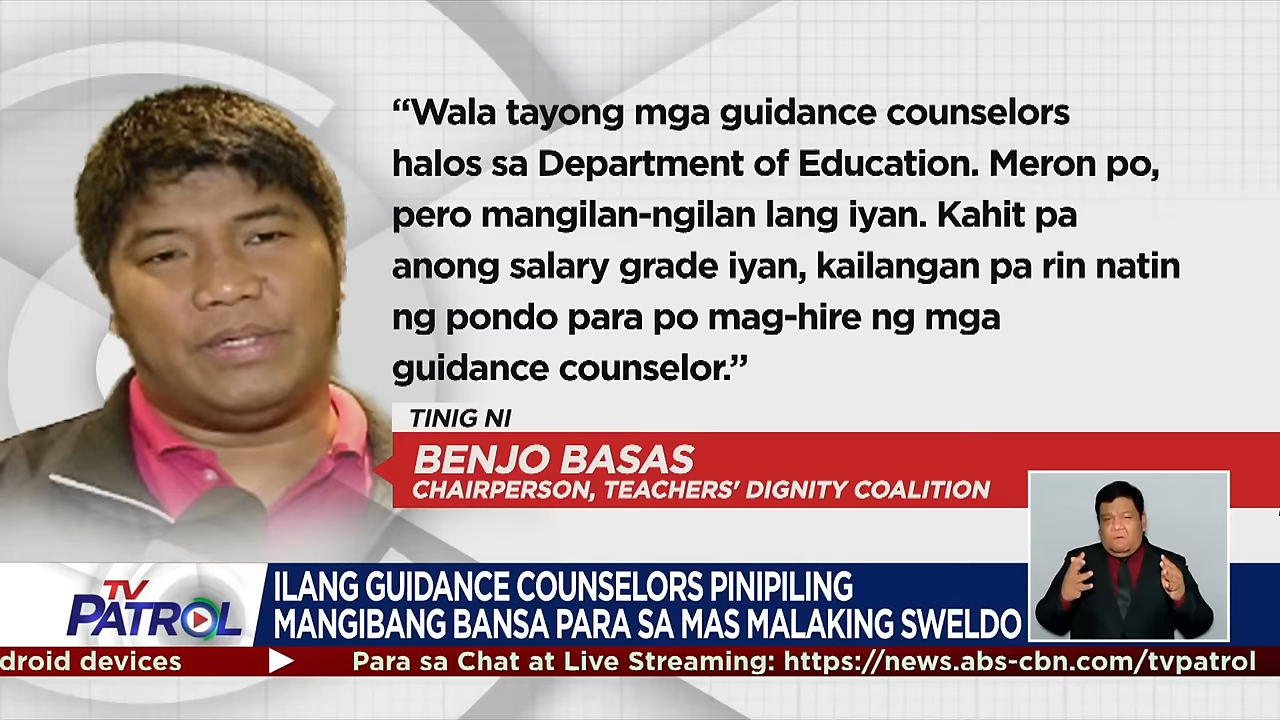 “Wala tayong mga guidance counselors
halos sa Department of Education. Meron po,
pero mangilan-ngilan lang iyan. Kahit pa
anong salary grade iyan, kailangan pa rin natin
ng pondo para po mag-hire ng mga
guidance counselor.”
TINIG NI
BENJO BASAS
CHAIRPERSON, TEACHERS' DIGNITY COALITION
TV
PATROL
ILANG GUIDANCE COUNSELORS PINIPILING
MANGIBANG BANSA PARA SA MAS MALAKING SWELDO
droid devices Para sa Chat at Live Streaming: https://news.abs-cbn.com/tvpatrol